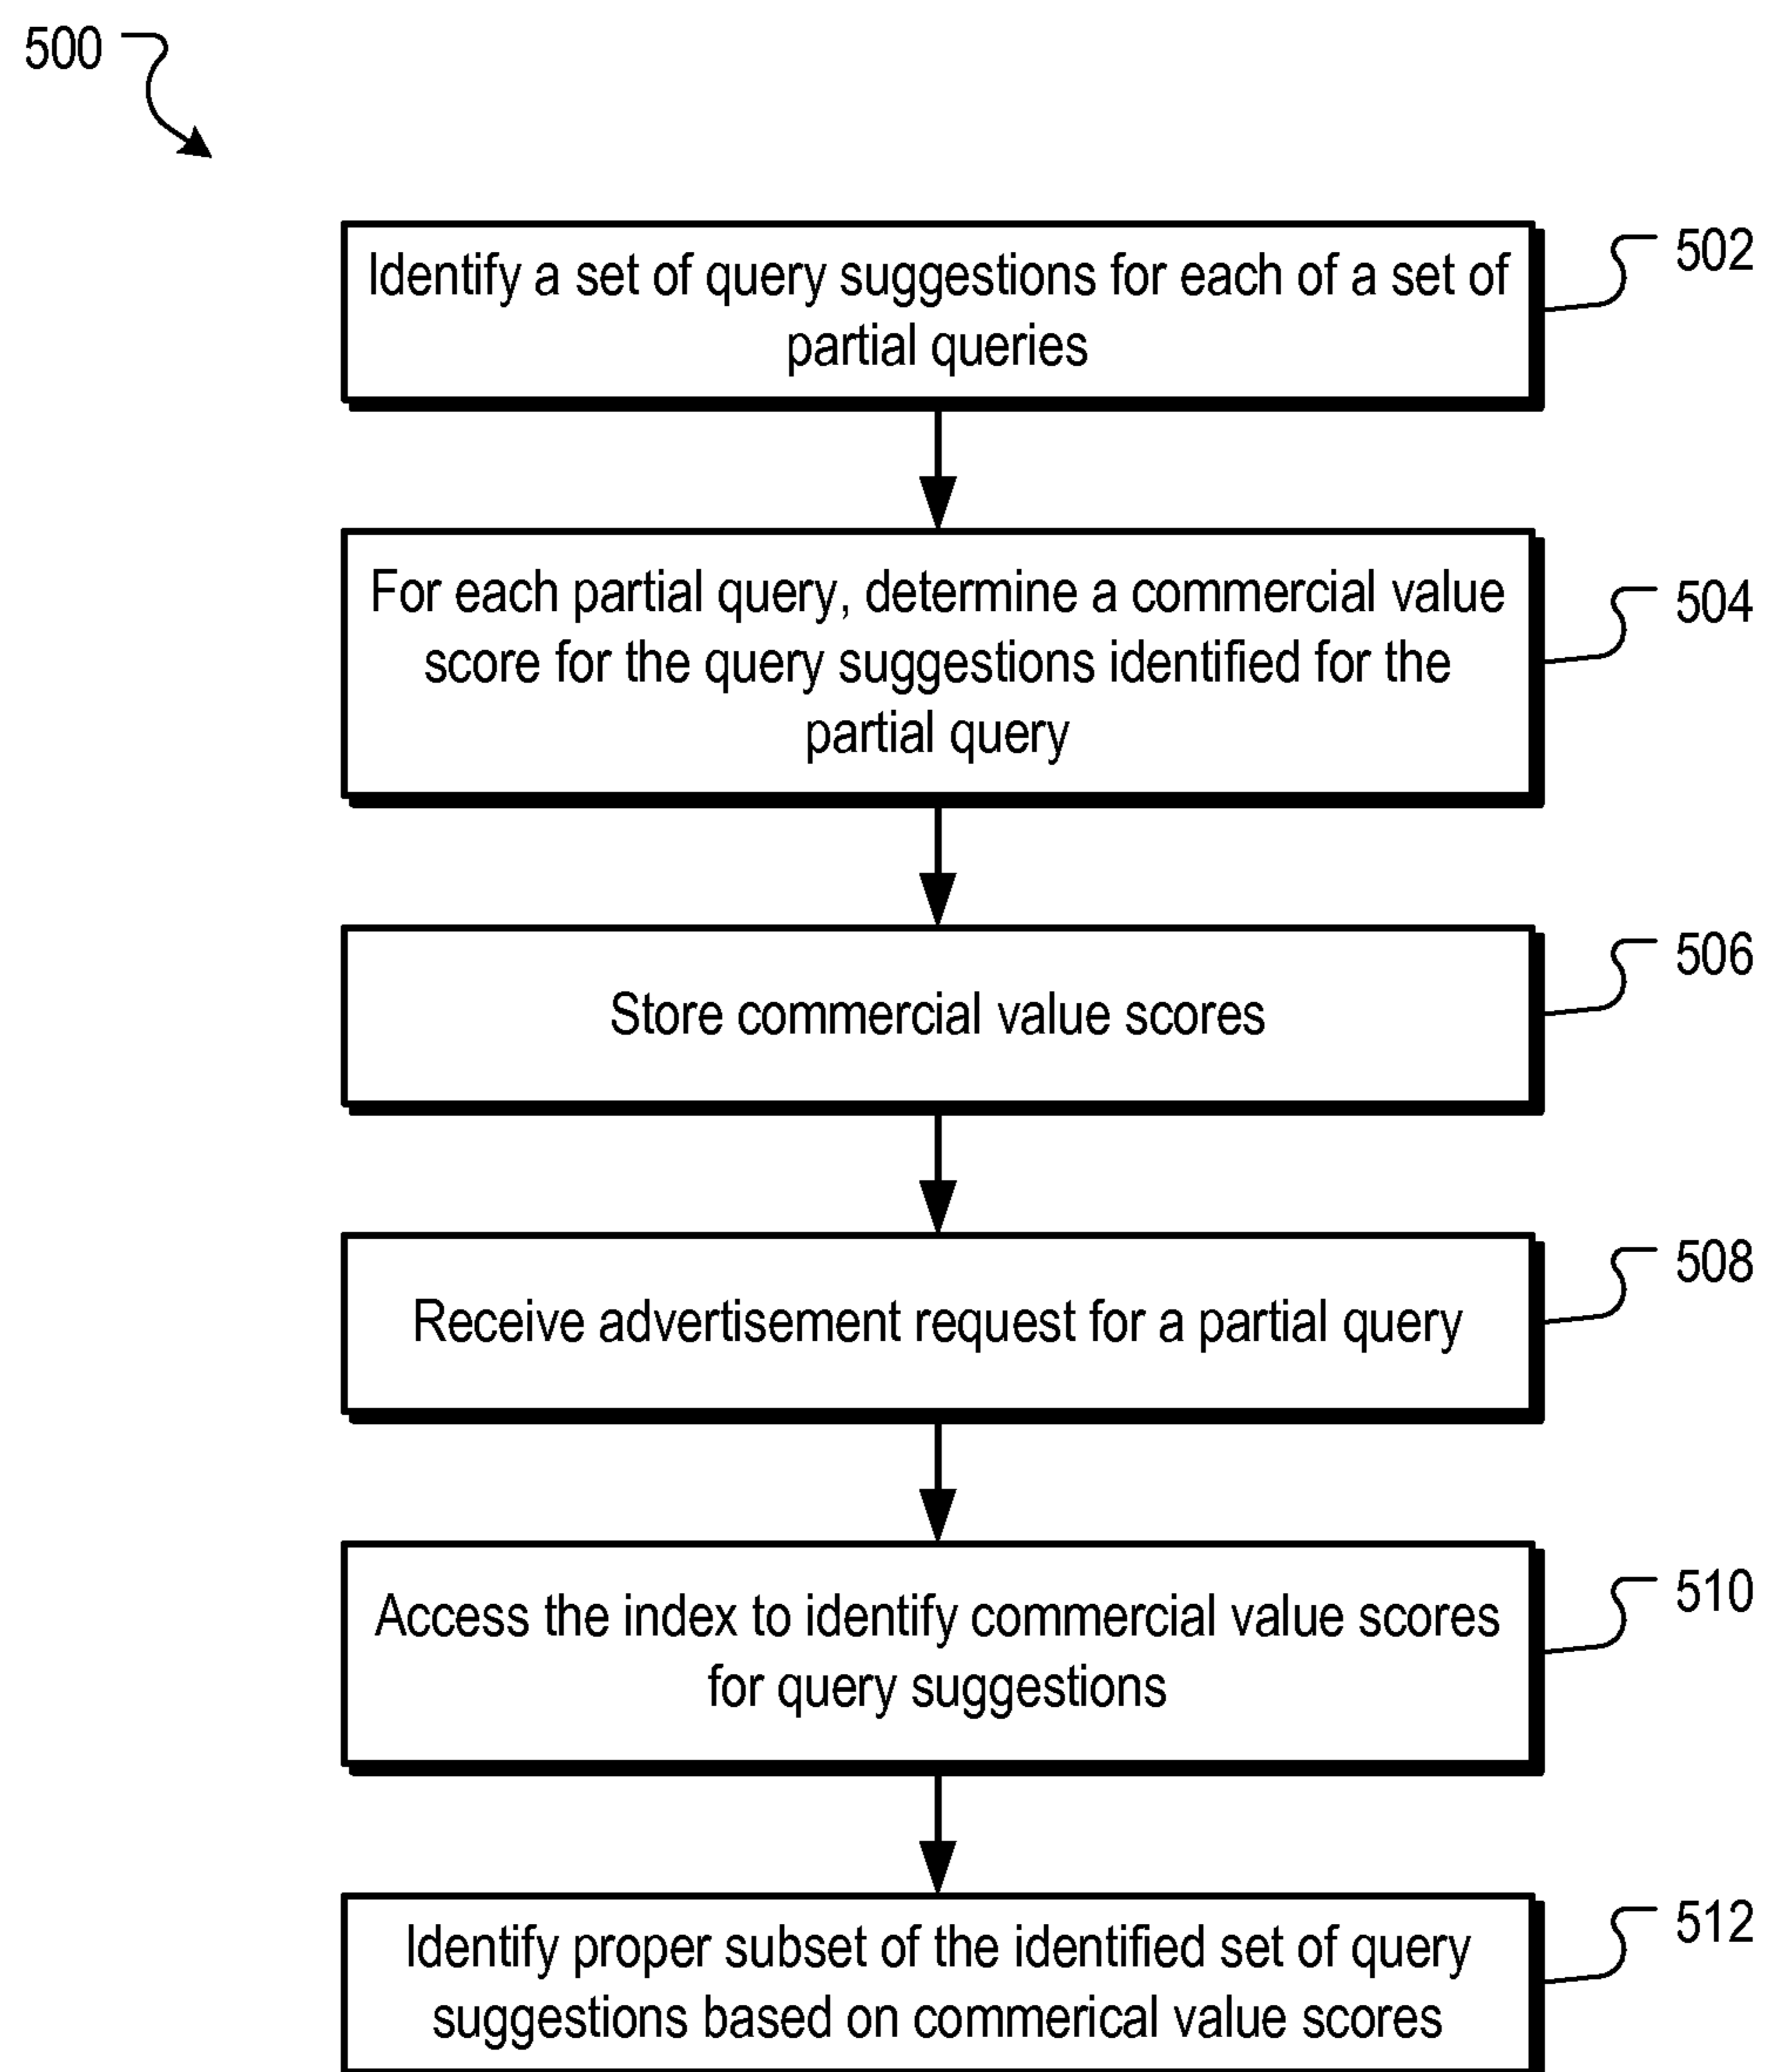 500
Identify a set of query suggestions for each of a set of
partial queries
502
For each partial query, determine a commercial value
score for the query suggestions identified for the
partial query
504
Store commercial value scores
506
Receive advertisement request for a partial query
508
Access the index to identify commercial value scores
for query suggestions
510
Identify proper subset of the identified set of query
suggestions based on commerical value scores
512